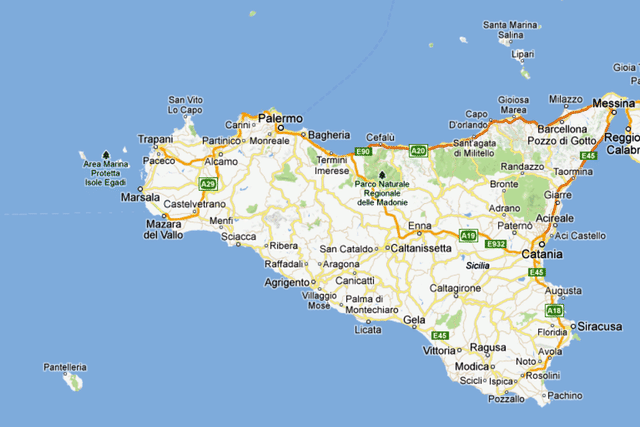 Santa Marina
Salina
Lipari
Gioia T
Palm
San Vito
Lo Capo
Capo
D'orlando
Gioiosa
Marea
Milazzo
Messina
Carini
Palermo
Bagheria
Trapani
Partinico
Monreale
Cefalù
Barcellona
Pozzo di Gotto
Reggio
Calabr
E90
A20
Sant'agata
di Militello
E45
Area Marina
Protetta
Isole Egadi
Paceco
Alcamo
Termini
Imerese
Randazzo
Taormina
A29
Parco Naturale
Regionale
delle Madonie
Bronte
Marsala
Castelvetrano
Giarre
Adrano
Mazara
del Vallo
Menfi
Enna
A19
Paternò
Acireale
Sciacca
Ribera
San Cataldo
Caltanissetta
E932
Aci Castello
Catania
Raffadali
Aragona
Sicilia
E45
Agrigento
Canicatti
Caltagirone
Augusta
Villaggio
Mose
Palma di
Montechiaro
A18
Licata
Gela
E45
Floridia
Siracusa
Vittoria
Ragusa
Avola
Noto
Pantelleria
Modica
Rosolini
Scicli
Ispica
Pozzallo
Pachino